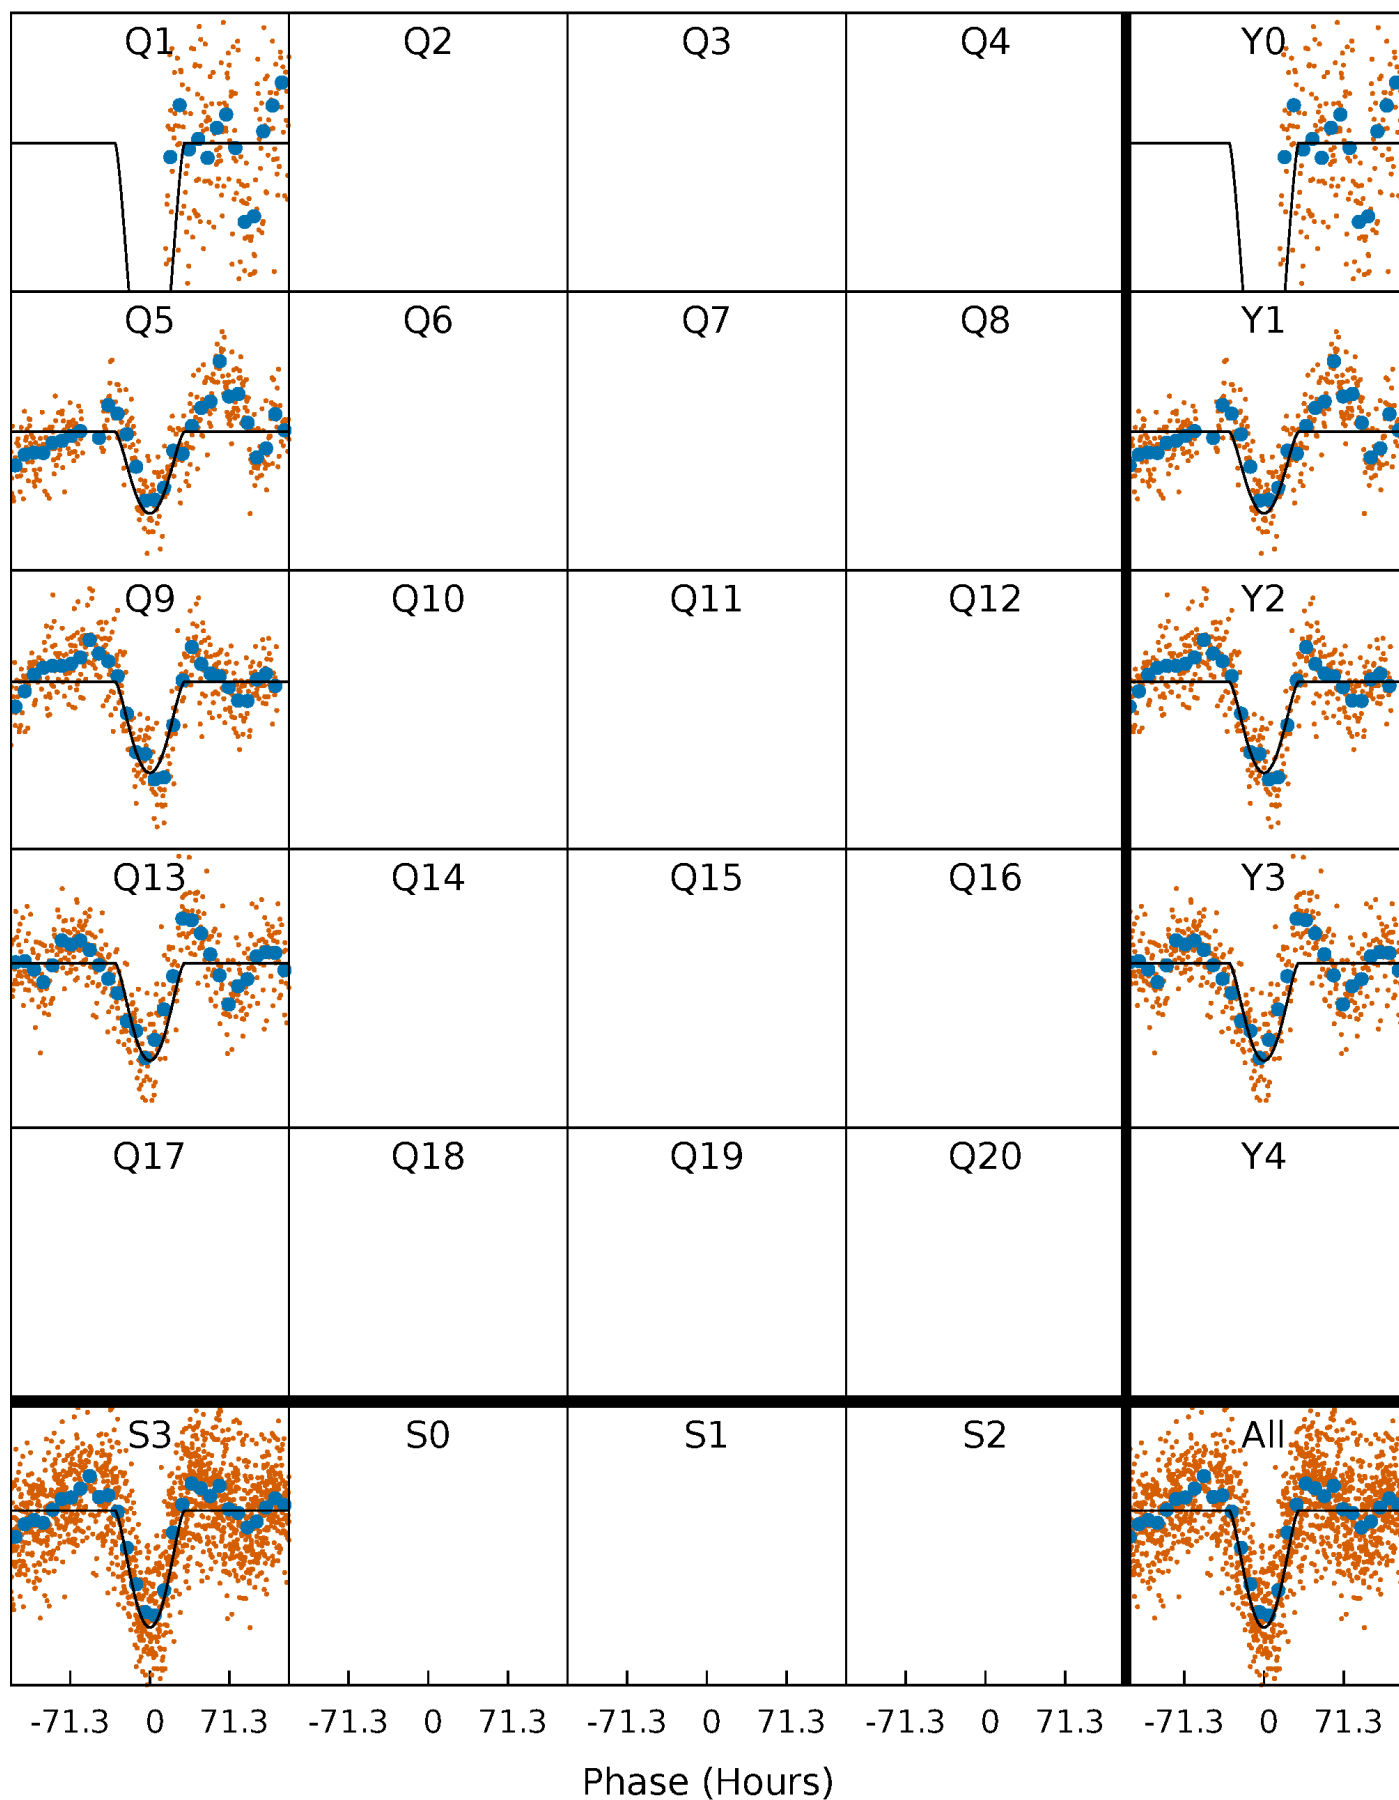 Q1 Q2 Q3 Q4 Y0
Q5 Q6 Q7 Q8 Y1
Q9 Q10 Q11 Q12 Y2
Q13 Q14 Q15 Q16 Y3
Q17 Q18 Q19 Q20 Y4
S3 S0 S1 S2 All
-71.3 0 71.3 -71.3 0 71.3 -71.3 0 71.3 -71.3 0 71.3 -71.3 0 71.3
Phase (Hours)